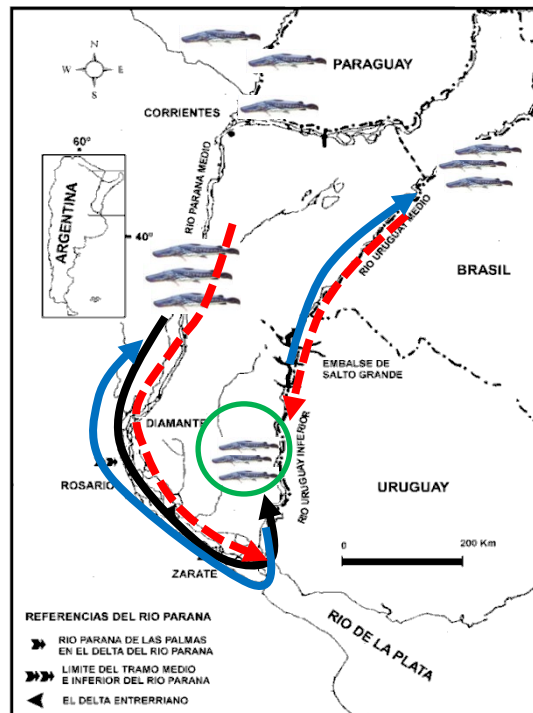 N
W E
S
PARAGUAY
CORRIENTES
60º
ARGENTINA
40º
RIO PARANA MEDIO
RIO URUGUAY MEDIO
BRASIL
EMBALSE DE
SALTO GRANDE
DIAMANTE
RIO URUGUAY INFERIOR
ROSARIO
URUGUAY
0 200 Km
ZARATE
RIO DE LA PLATA
REFERENCIAS DEL RIO PARANA
RIO PARANA DE LAS PALMAS
EN EL DELTA DEL RIO PARANA
LIMITE DEL TRAMO MEDIO
E INFERIOR DEL RIO PARANA
EL DELTA ENTRERRIANO